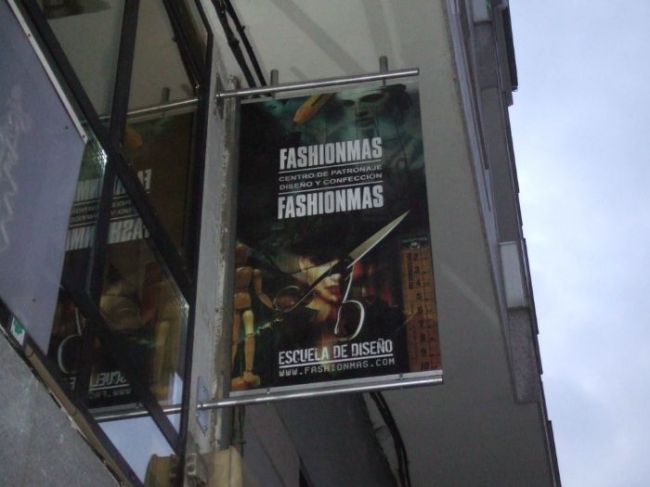 FASHIONMAS
CENTRO DE PATRONAJE
DISEÑO Y CONFECCIÓN
FASHIONMAS
ESCUELA DE DISEÑO
WWW.FASHIONMAS.COM